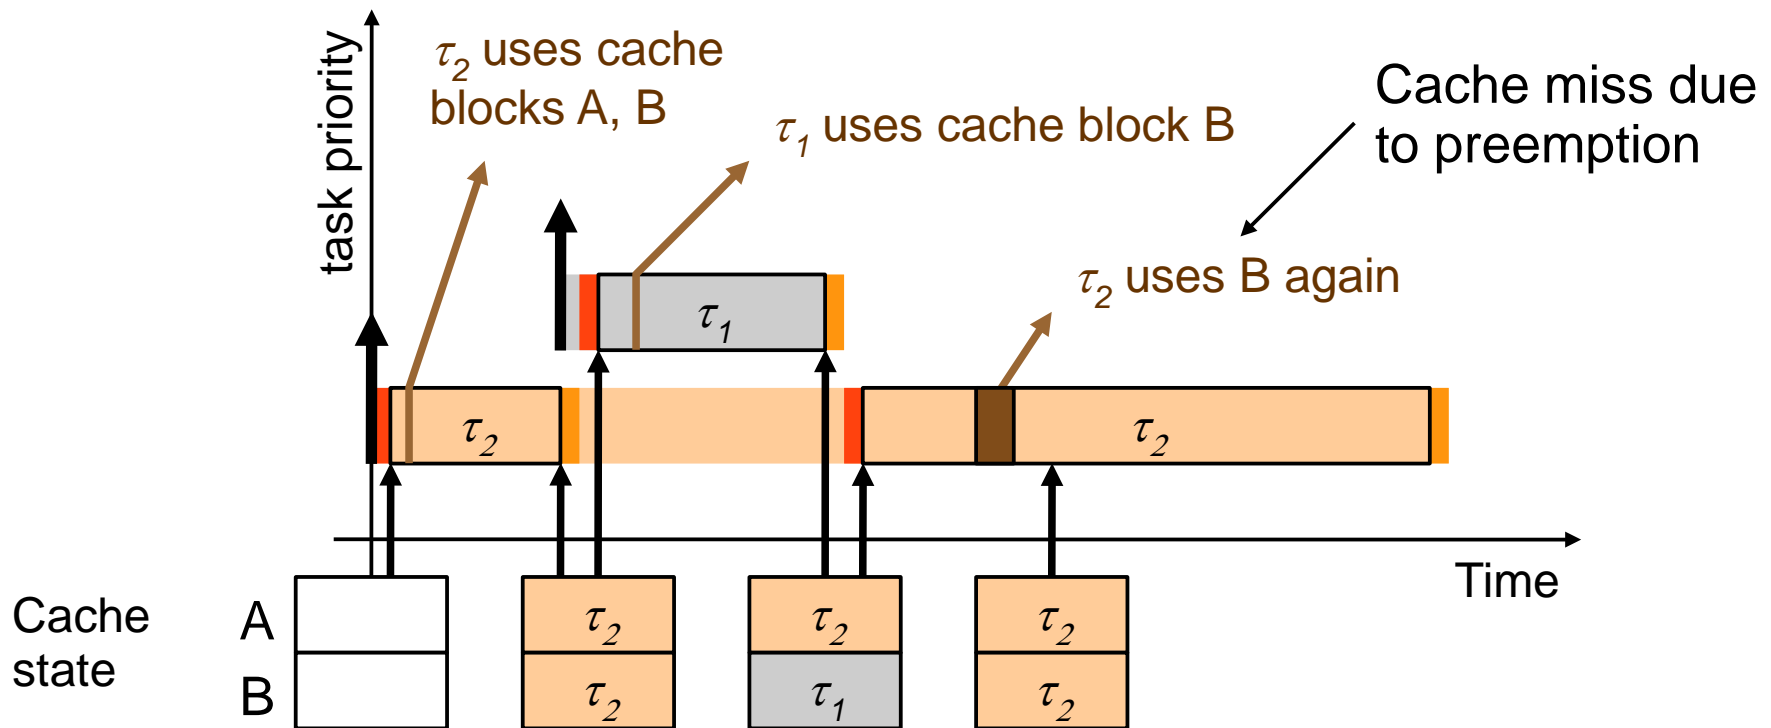 task priority
τ2 uses cache
blocks A, B
τ1 uses cache block B
Cache miss due
to preemption
τ2 uses B again
τ1
τ2
τ2
Time
Cache
state
A
τ2
τ2
τ2
B
τ2
τ1
τ2